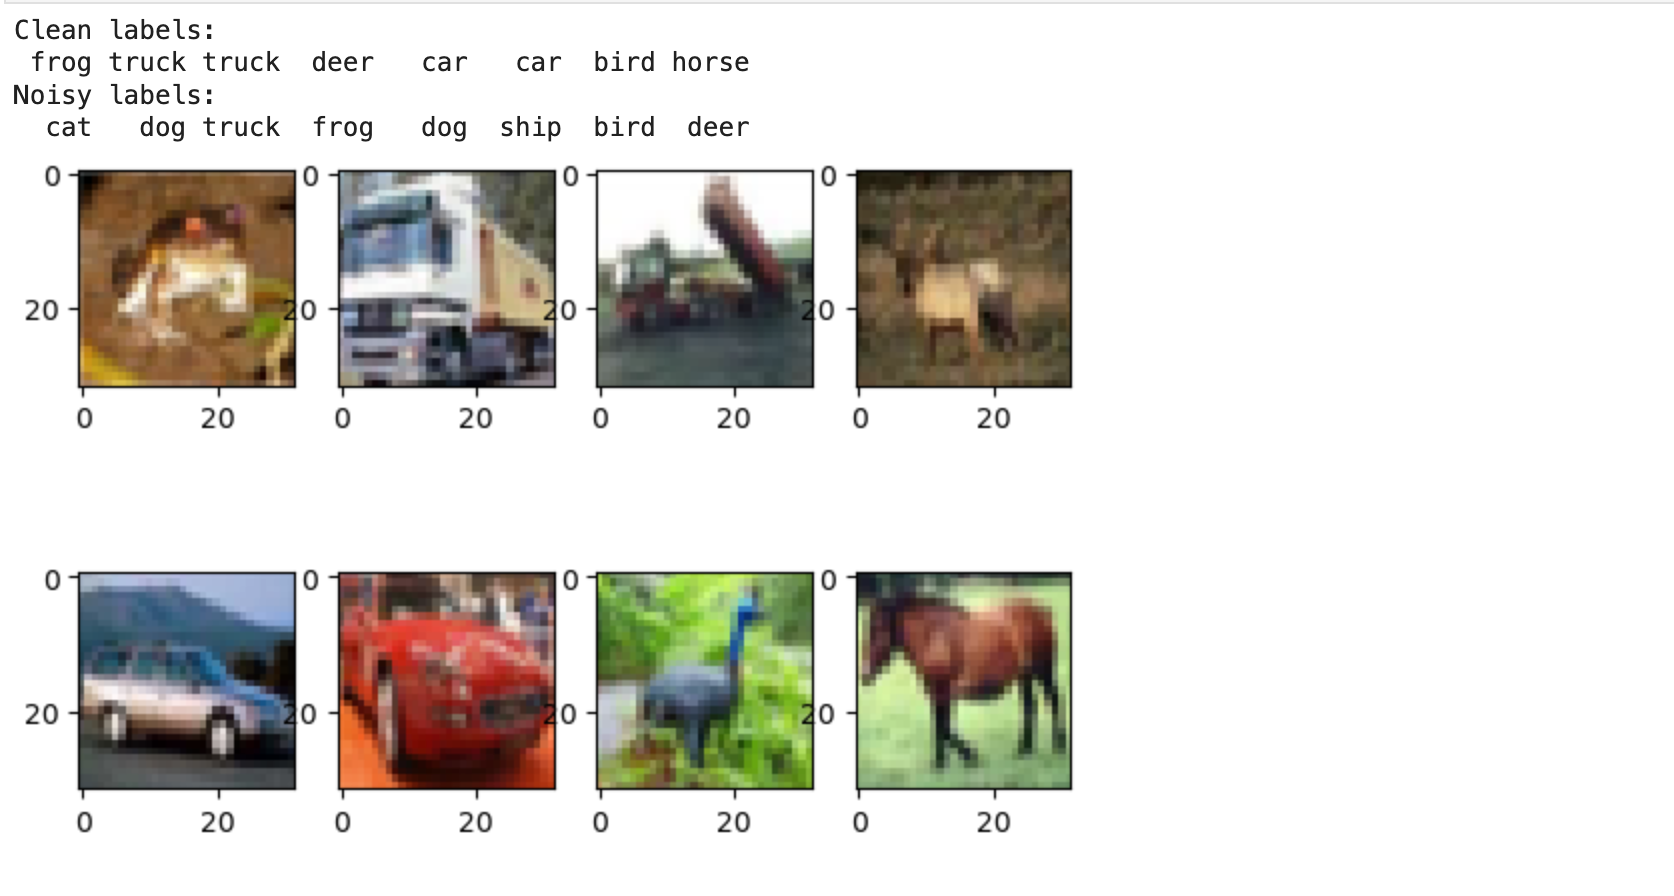 Clean labels:
frog truck truck deer car car bird horse
Noisy labels:
cat dog truck frog dog ship bird deer
0 0 0 0
20 20 20 20
0 20 0 20 0 20 0 20
0 0 0 0
20 20 20 20
0 20 0 20 0 20 0 20